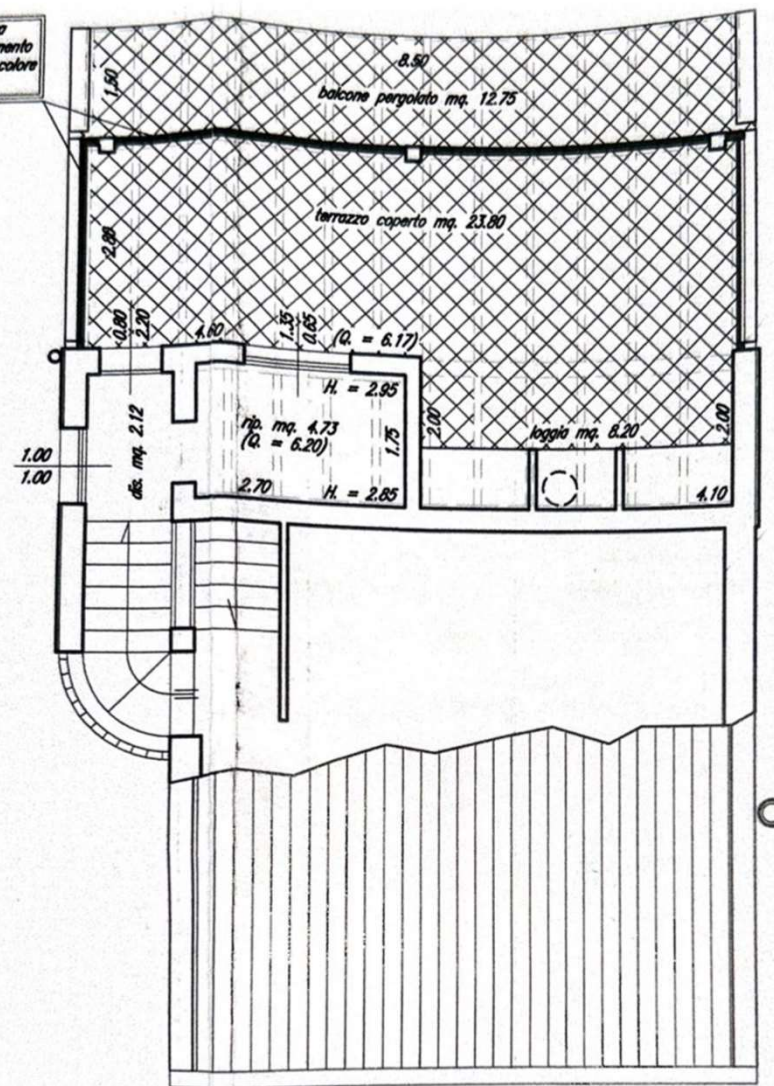 mento
colore
8.50
1,50
balcone pergolato mq. 12.75
terrazzo coperto mq. 23.80
2.80
0.80
2.20
4.60
1.35
0.65
(Q. = 6.17)
H. = 2.95
rip. mq. 4.73
(Q. = 6.20)
1.75
2.00
2.00
loggia mq. 8.20
dis. mq. 2.12
1.00
1.00
2.70
H. = 2.85
4.10